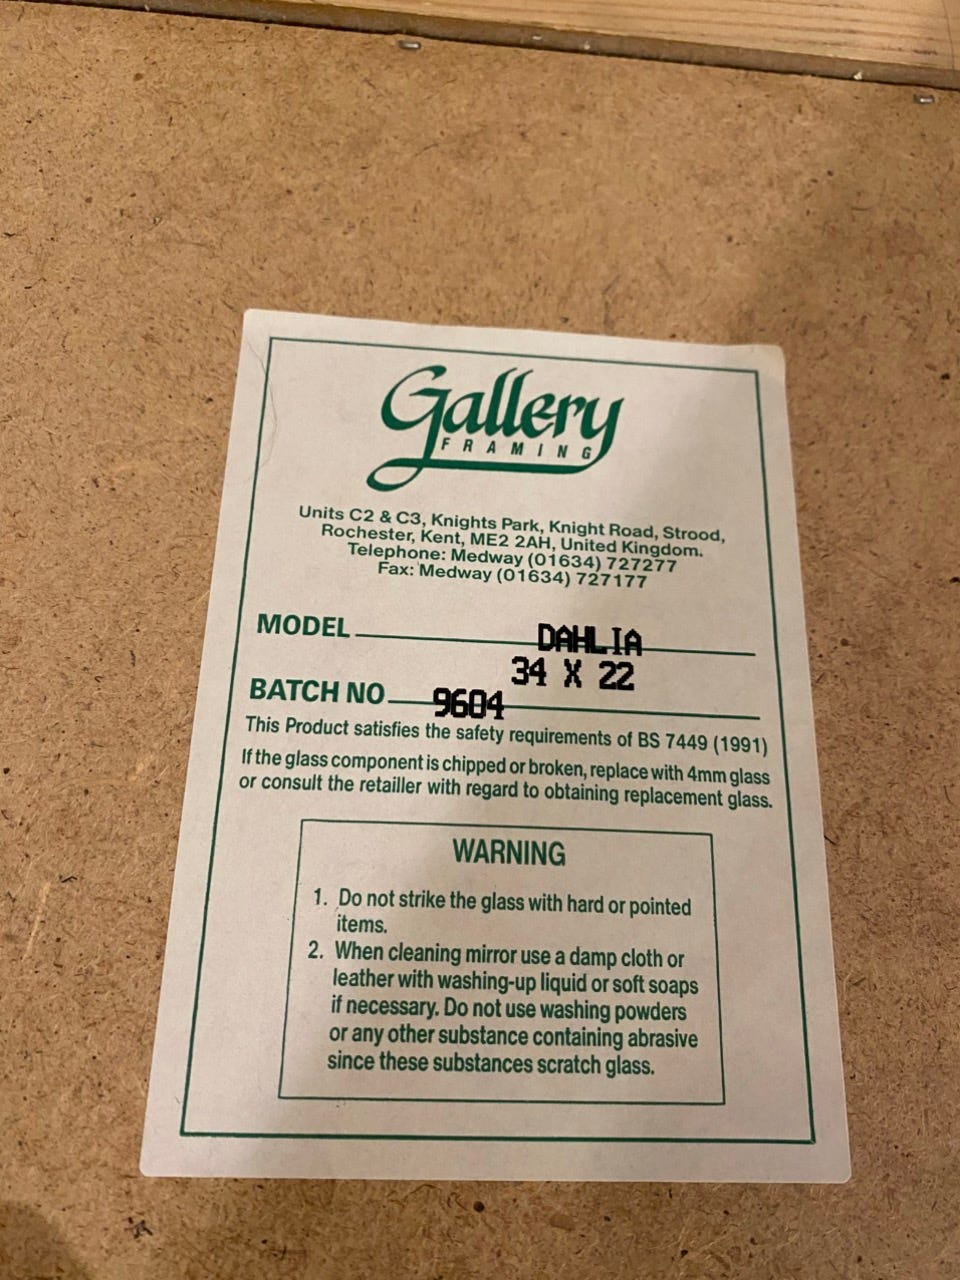 Gallery
FRAMING
Units C2 & C3, Knights Park, Knight Road, Strood,
Rochester, Kent, ME2 2AH, United Kingdom.
Telephone: Medway (01634) 727277
Fax: Medway (01634) 727177
MODEL DAHLIA
34 X 22
BATCH NO 9604
This Product satisfies the safety requirements of BS 7449 (1991)
If the glass component is chipped or broken, replace with 4mm glass
or consult the retailler with regard to obtaining replacement glass.
WARNING
1. Do not strike the glass with hard or pointed
items.
2. When cleaning mirror use a damp cloth or
leather with washing-up liquid or soft soaps
if necessary. Do not use washing powders
or any other substance containing abrasive
since these substances scratch glass.